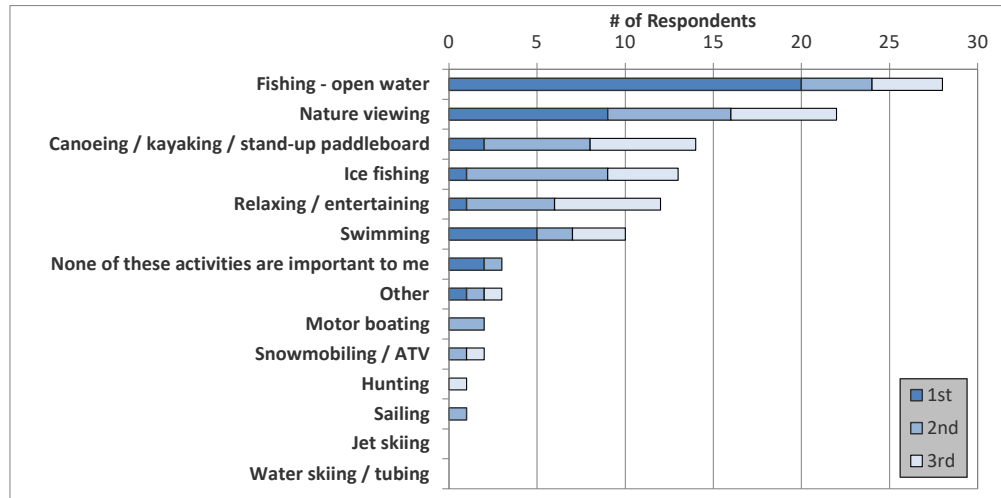 # of Respondents
0 5 10 15 20 25 30
Fishing - open water
Nature viewing
Canoeing / kayaking / stand-up paddleboard
Ice fishing
Relaxing / entertaining
Swimming
None of these activities are important to me
Other
Motor boating
Snowmobiling / ATV
Hunting
Sailing
Jet skiing
Water skiing / tubing
1st
2nd
3rd